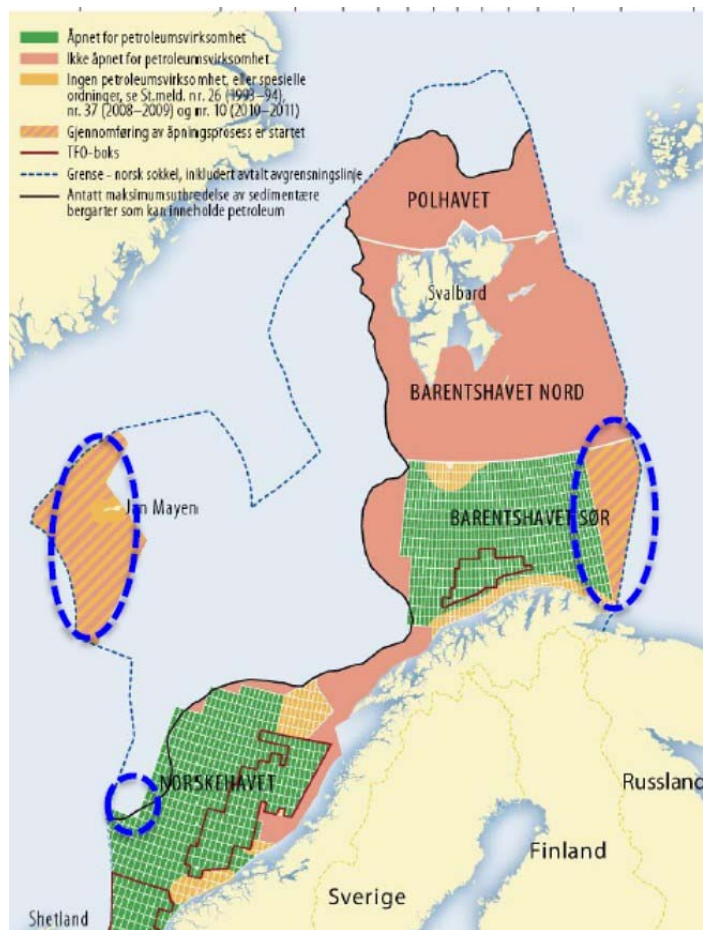 Åpnet for petroleumsvirksomhet
Ikke åpnet for petroleumsvirksomhet
Ingen petroleumsvirksomhet, eller spesielle
ordninger, se St.meld. nr. 26 (1993–94),
nr. 37 (2008–2009) og nr. 10 (2010–2011)
Gjennomføring av åpningsprosess er startet
TFO-boks
Grense - norsk sokkel, inkludert avtalt avgrensningslinje
Antatt maksimumsutbredelse av sedimentære
bergarter som kan inneholde petroleum
POLHAVET
Svalbard
BARENTSHAVET NORD
Jan Mayen
BARENTSHAVET SØR
NORSKEHAVET
Russland
Finland
Sverige
Shetland